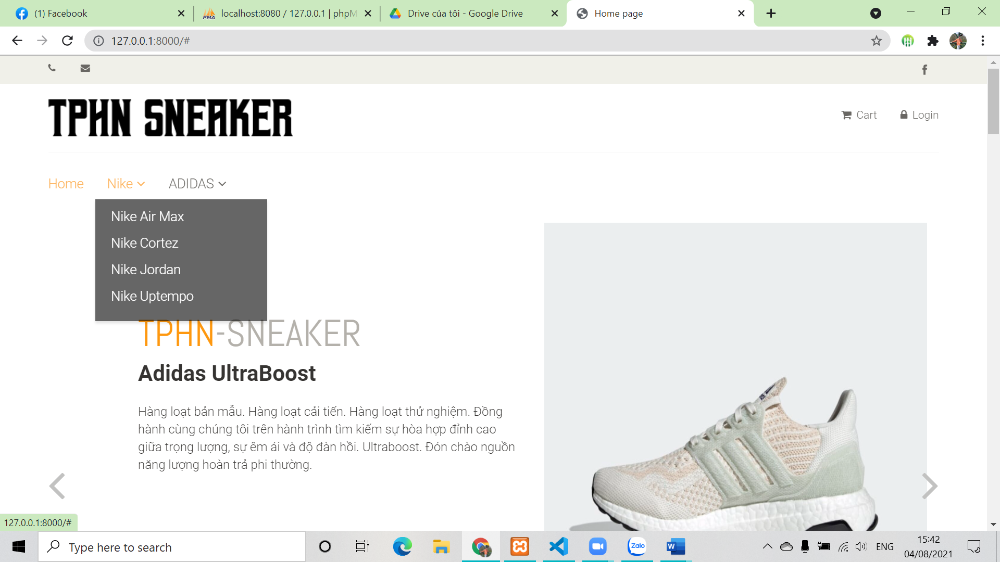 (1) Facebook
localhost:8080 / 127.0.0.1 | phpM
Drive của tôi - Google Drive
Home page
127.0.0.1:8000/#
TPHN SNEAKER
Cart
Login
Home
Nike
ADIDAS
Nike Air Max
Nike Cortez
Nike Jordan
Nike Uptempo
TPHN-SNEAKER
Adidas UltraBoost
Hàng loạt bản mẫu. Hàng loạt cải tiến. Hàng loạt thử nghiệm. Đồng
hành cùng chúng tôi trên hành trình tìm kiếm sự hòa hợp đỉnh cao
giữa trọng lượng, sự êm ái và độ đàn hồi. Ultraboost. Đón chào nguồn
năng lượng hoàn trả phi thường.
127.0.0.1:8000/#
Type here to search
Zalo
ENG
15:42
04/08/2021